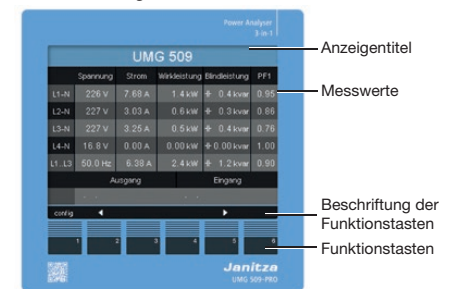 Power Analyser
3-in-1
UMG 509
Anzeigentitel
Spannung Strom Wirkleistung Blindleistung PF1
Messwerte
L1-N 226 V 7.68 A 1.4 kW 0.4 kvar 0.95
L2-N 227 V 3.03 A 0.6 kW 0.3 kvar 0.86
L3-N 227 V 3.25 A 0.5 kW 0.4 kvar 0.76
L4-N 16.8 V 0.00 A 0.00 kW 0.00 kvar 1.00
L1..L3 50.0 Hz 6.38 A 2.4 kW 1.2 kvar 0.90
Ausgang Eingang
config
Beschriftung der
Funktionstasten
1 2 3 4 5 6
Funktionstasten
Janitza
UMG 509-PRO